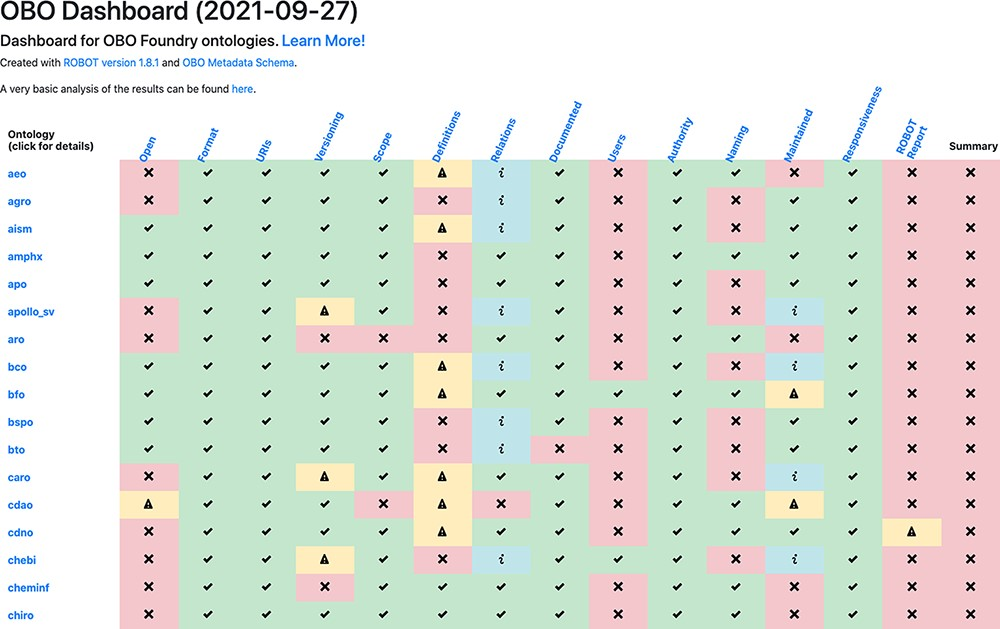 OBO Dashboard (2021-09-27)
Dashboard for OBO Foundry ontologies. Learn More!
Created with ROBOT version 1.8.1 and OBO Metadata Schema.
A very basic analysis of the results can be found here.
Ontology
(click for details)
Open
Format
URIs
Versioning
Scope
Definitions
Relations
Documented
Users
Authority
Naming
Maintained
Responsiveness
ROBOT
Report
Summary
aeo ✖ ✔ ✔ ✔ ✔ ⚠ i ✔ ✖ ✔ ✔ ✖ ✔ ✖ ✖
agro ✖ ✔ ✔ ✔ ✔ ✖ i ✔ ✖ ✔ ✖ ✔ ✔ ✖ ✖
aism ✔ ✔ ✔ ✔ ✔ ⚠ i ✔ ✖ ✔ ✖ ✔ ✔ ✖ ✖
amphx ✔ ✔ ✔ ✔ ✔ ✖ ✔ ✔ ✖ ✔ ✔ ✔ ✔ ✖ ✖
apo ✔ ✔ ✔ ✔ ✔ ✖ ✔ ✔ ✖ ✔ ✖ ✔ ✔ ✖ ✖
apollo_sv ✖ ✔ ✔ ⚠ ✔ ✖ i ✔ ✖ ✔ ✖ i ✔ ✖ ✖
aro ✖ ✔ ✔ ✖ ✖ ✖ ✔ ✔ ✖ ✔ ✔ ✖ ✔ ✖ ✖
bco ✔ ✔ ✔ ✔ ✔ ⚠ i ✔ ✖ ✔ ✖ i ✔ ✖ ✖
bfo ✔ ✔ ✔ ✔ ✔ ⚠ ✔ ✔ ✔ ✔ ✔ ⚠ ✔ ✖ ✖
bspo ✔ ✔ ✔ ✔ ✔ ✖ i ✔ ✖ ✔ ✖ ✔ ✔ ✖ ✖
bto ✔ ✔ ✔ ✔ ✔ ✖ i ✖ ✖ ✔ ✖ ✔ ✔ ✖ ✖
caro ✖ ✔ ✔ ⚠ ✔ ⚠ ✔ ✔ ✖ ✔ ✖ i ✔ ✖ ✖
cdao ⚠ ✔ ✔ ✔ ✖ ⚠ ✖ ✔ ✖ ✔ ✔ ⚠ ✔ ✖ ✖
cdno ✖ ✔ ✔ ✔ ✔ ⚠ ✔ ✔ ✖ ✔ ✔ ✔ ✔ ⚠ ✖
chebi ✖ ✔ ✔ ⚠ ✔ ✖ i ✔ ✔ ✔ ✖ i ✔ ✖ ✖
cheminf ✖ ✔ ✔ ✖ ✔ ✔ ✔ ✔ ✖ ✔ ✔ ✖ ✔ ✖ ✖
chiro ✖ ✔ ✔ ✔ ✔ ✔ ✔ ✔ ✖ ✔ ✔ ✖ ✔ ✖ ✖